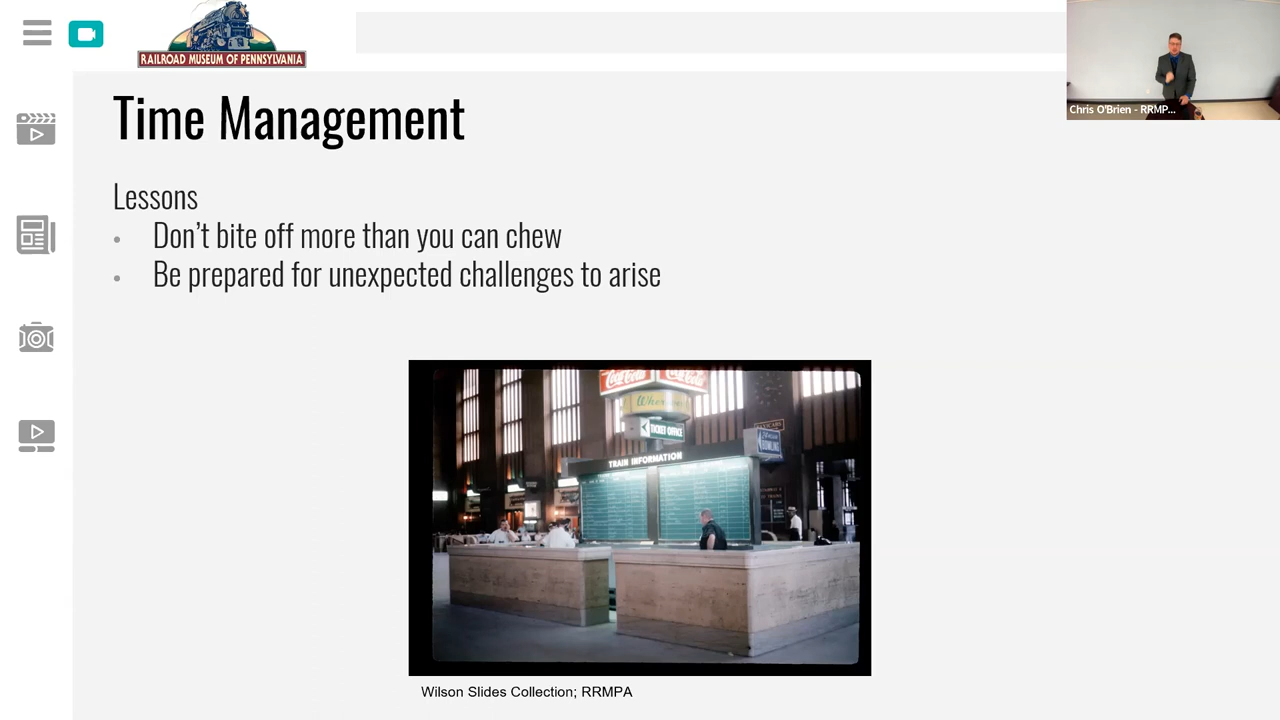 RAILROAD MUSEUM OF PENNSYLVANIA
Chris O'Brien - RRMP...
Time Management
Lessons
• Don't bite off more than you can chew
• Be prepared for unexpected challenges to arise
Coca-Cola Coca-Cola
TICKET OFFICE
TRAIN INFORMATION
BOWLING
Wilson Slides Collection; RRMPA